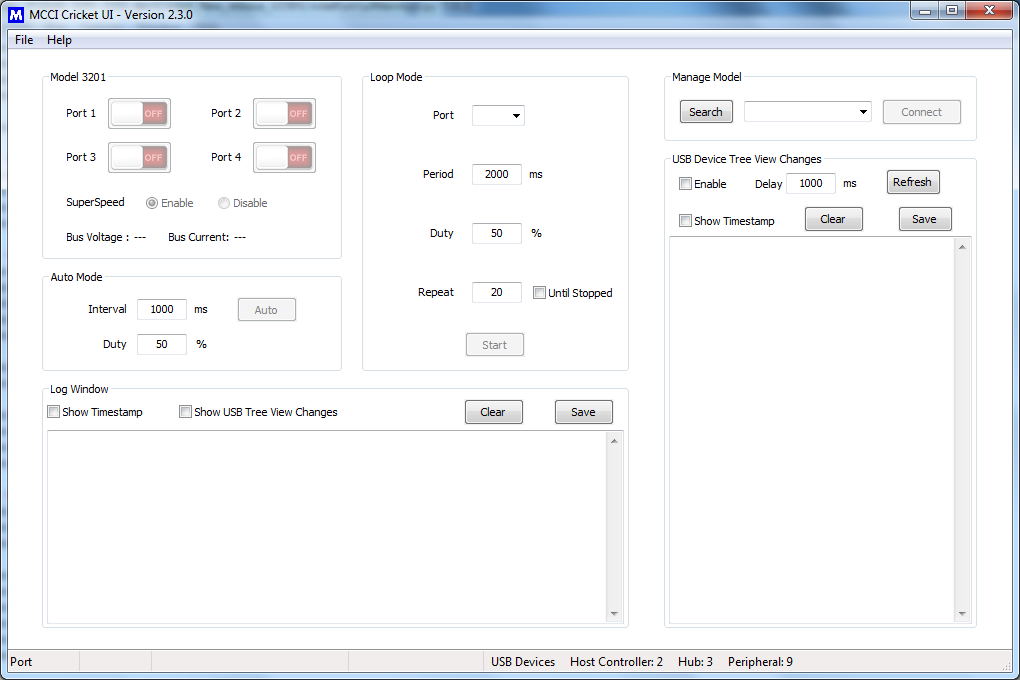 MCCI Cricket UI - Version 2.3.0
File Help
Model 3201
Port 1 OFF Port 2 OFF
Port 3 OFF Port 4 OFF
SuperSpeed Enable Disable
Bus Voltage : --- Bus Current: ---
Auto Mode
Interval 1000 ms Auto
Duty 50 %
Loop Mode
Port
Period 2000 ms
Duty 50 %
Repeat 20 Until Stopped
Start
Manage Model
Search Connect
USB Device Tree View Changes
Enable Delay 1000 ms Refresh
Show Timestamp Clear Save
Log Window
Show Timestamp Show USB Tree View Changes Clear Save
Port USB Devices Host Controller: 2 Hub: 3 Peripheral: 9